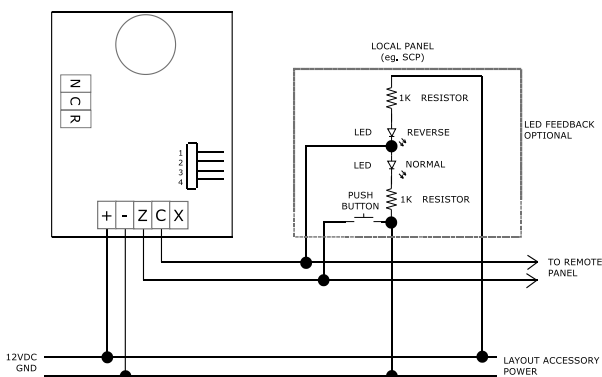 LOCAL PANEL
(eg. SCP)
N
C
R
1K RESISTOR
LED REVERSE
LED FEEDBACK
OPTIONAL
1
2
3
4
LED NORMAL
PUSH
BUTTON
1K RESISTOR
+ - Z C X
TO REMOTE
PANEL
12VDC
GND
LAYOUT ACCESSORY
POWER